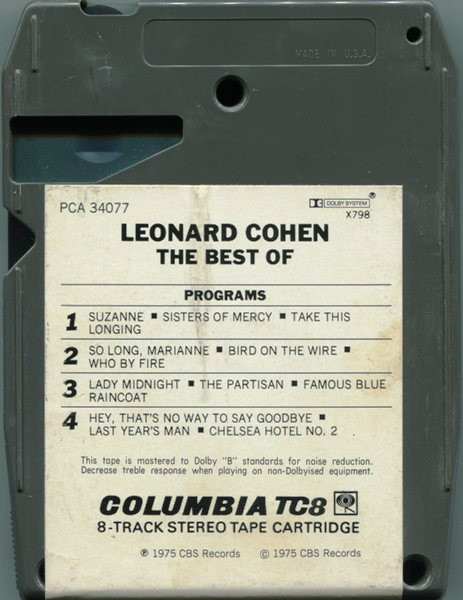 MADE IN U.S.A.
PCA 34077
DOLBY SYSTEM ®
X798
LEONARD COHEN
THE BEST OF
PROGRAMS
1 SUZANNE ■ SISTERS OF MERCY ■ TAKE THIS
LONGING
2 SO LONG, MARIANNE ■ BIRD ON THE WIRE ■
WHO BY FIRE
3 LADY MIDNIGHT ■ THE PARTISAN ■ FAMOUS BLUE
RAINCOAT
4 HEY, THAT'S NO WAY TO SAY GOODBYE ■
LAST YEAR'S MAN ■ CHELSEA HOTEL NO. 2
This tape is mastered to Dolby "B" standards for noise reduction.
Decrease treble response when playing on non-Dolbyised equipment.
COLUMBIA TC8
8-TRACK STEREO TAPE CARTRIDGE
℗ 1975 CBS Records © 1975 CBS Records